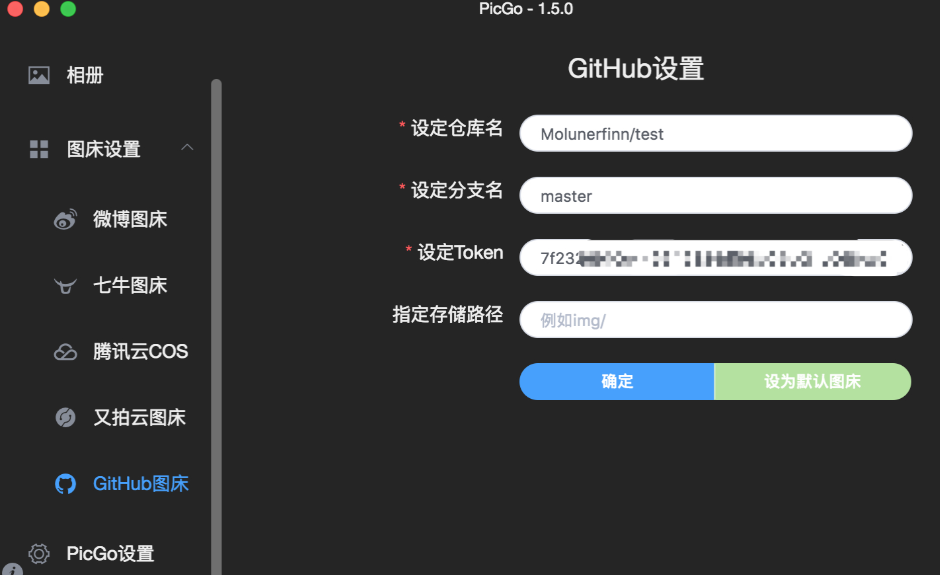 PicGo - 1.5.0
相册
图床设置
微博图床
七牛图床
腾讯云COS
又拍云图床
GitHub图床
PicGo设置
GitHub设置
* 设定仓库名
Molunerfinn/test
* 设定分支名
master
* 设定Token
7f232
指定存储路径
例如img/
确定
设为默认图床